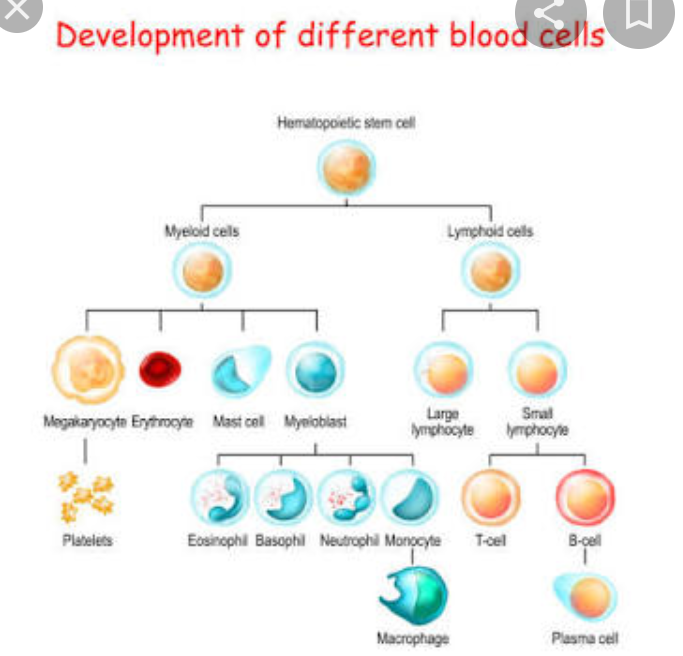 Development of different blood cells
Hematopoietic stem cell
Myeloid cells
Lymphoid cells
Megakaryocyte
Erythrocyte
Mast cell
Myeloblast
Large
lymphocyte
Small
lymphocyte
Platelets
Eosinophil
Basophil
Neutrophil
Monocyte
T-cell
B-cell
Macrophage
Plasma cell